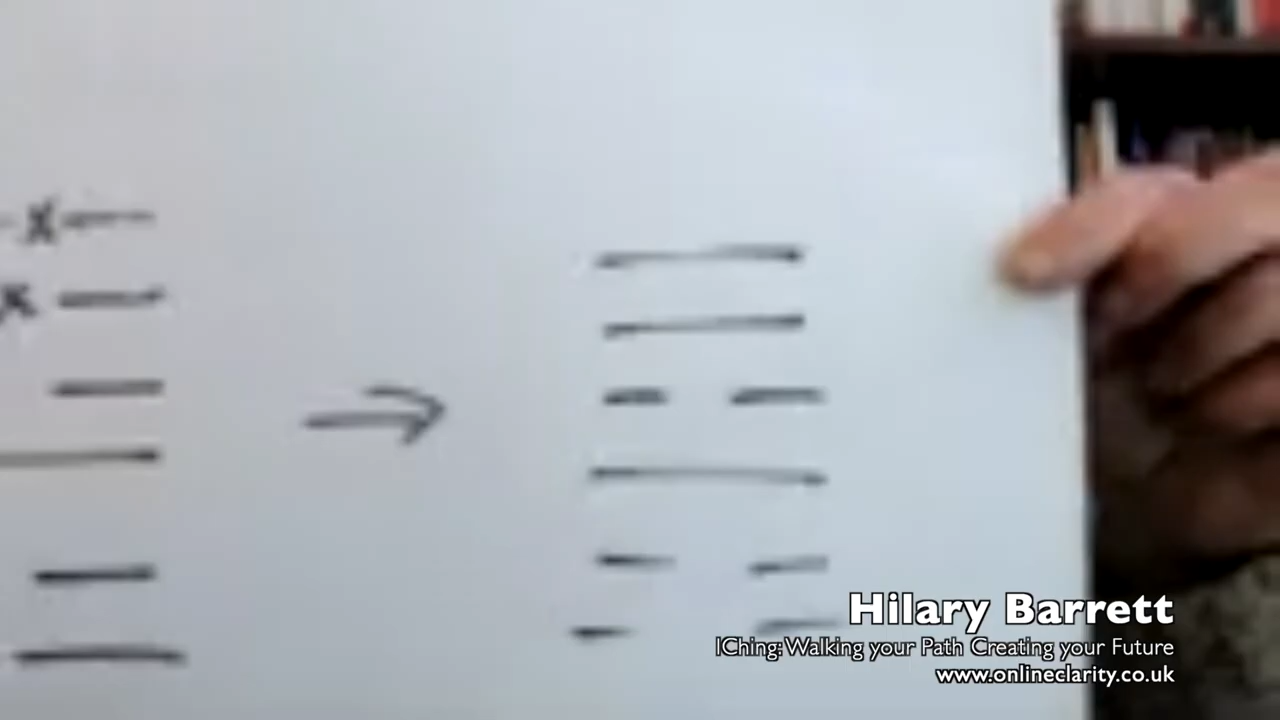 x
x
Hilary Barrett
IChing: Walking your Path Creating your Future
www.onlineclarity.co.uk